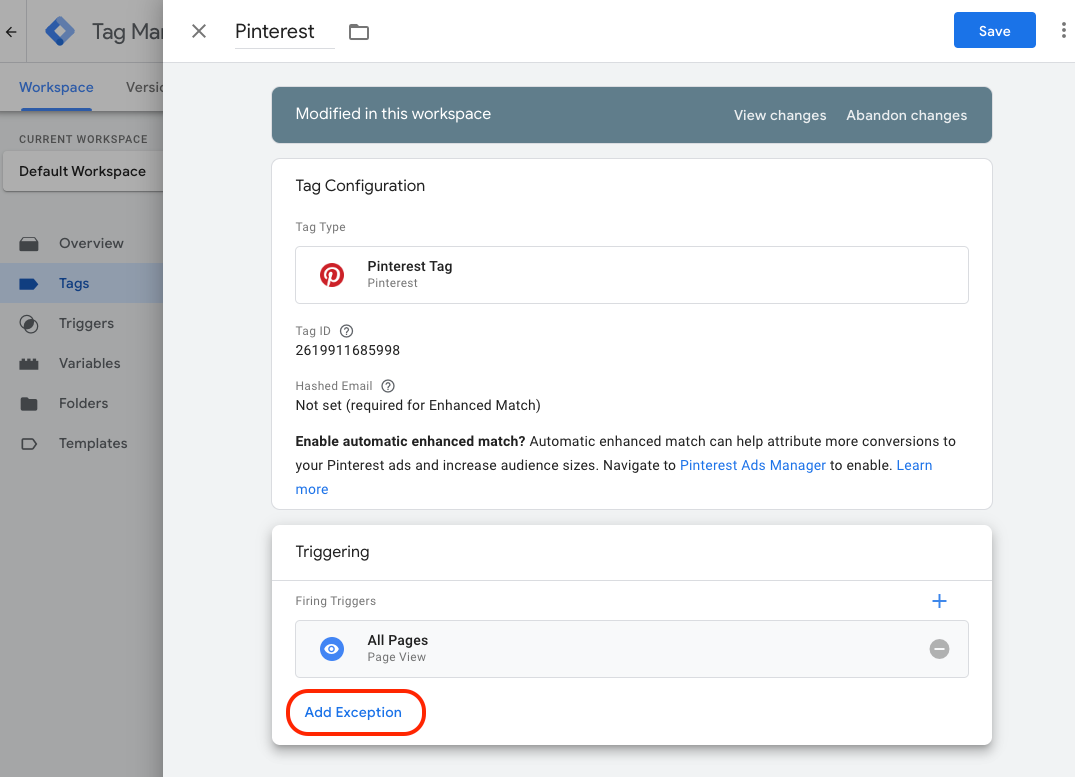 Tag Ma
Pinterest
Save
Workspace
Versio
CURRENT WORKSPACE
Default Workspace
Overview
Tags
Triggers
Variables
Folders
Templates
Modified in this workspace
View changes
Abandon changes
Tag Configuration
Tag Type
Pinterest Tag
Pinterest
Tag ID
2619911685998
Hashed Email
Not set (required for Enhanced Match)
Enable automatic enhanced match? Automatic enhanced match can help attribute more conversions to
your Pinterest ads and increase audience sizes. Navigate to Pinterest Ads Manager to enable. Learn
more
Triggering
Firing Triggers
All Pages
Page View
Add Exception